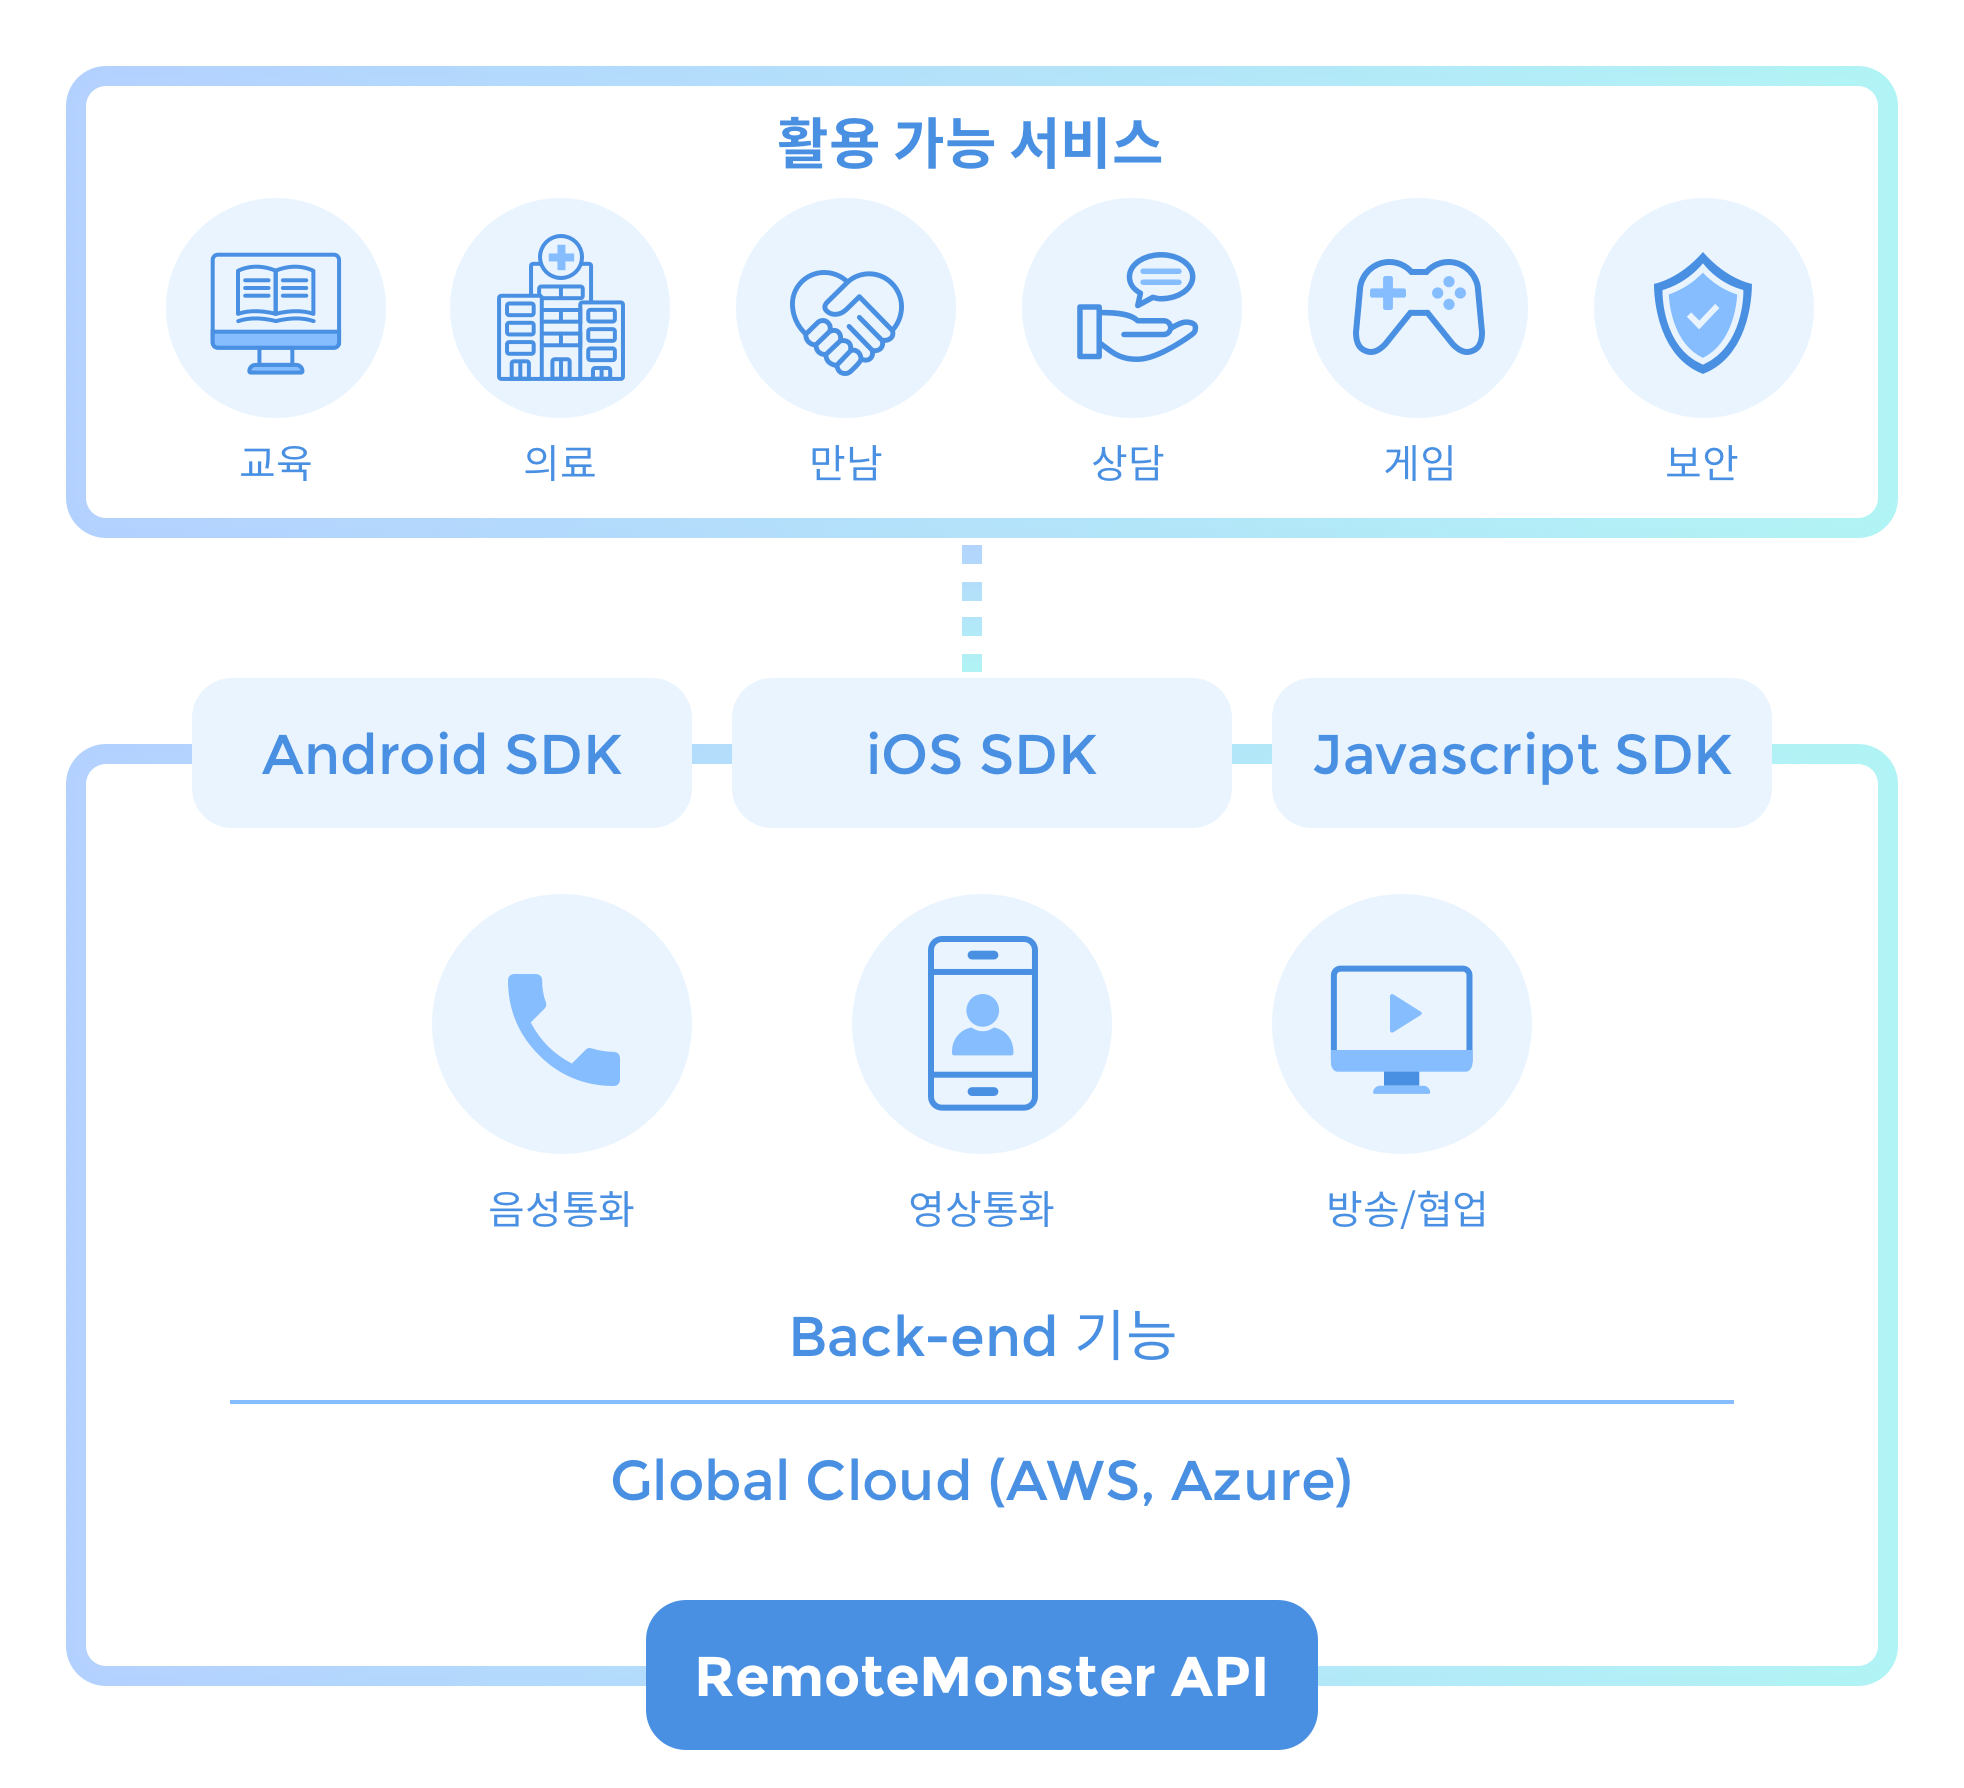 활용 가능 서비스
교육 의료 만남 상담 게임 보안
Android SDK iOS SDK Javascript SDK
음성통화 영상통화 방송/협업
Back-end 기능
Global Cloud (AWS, Azure)
RemoteMonster API